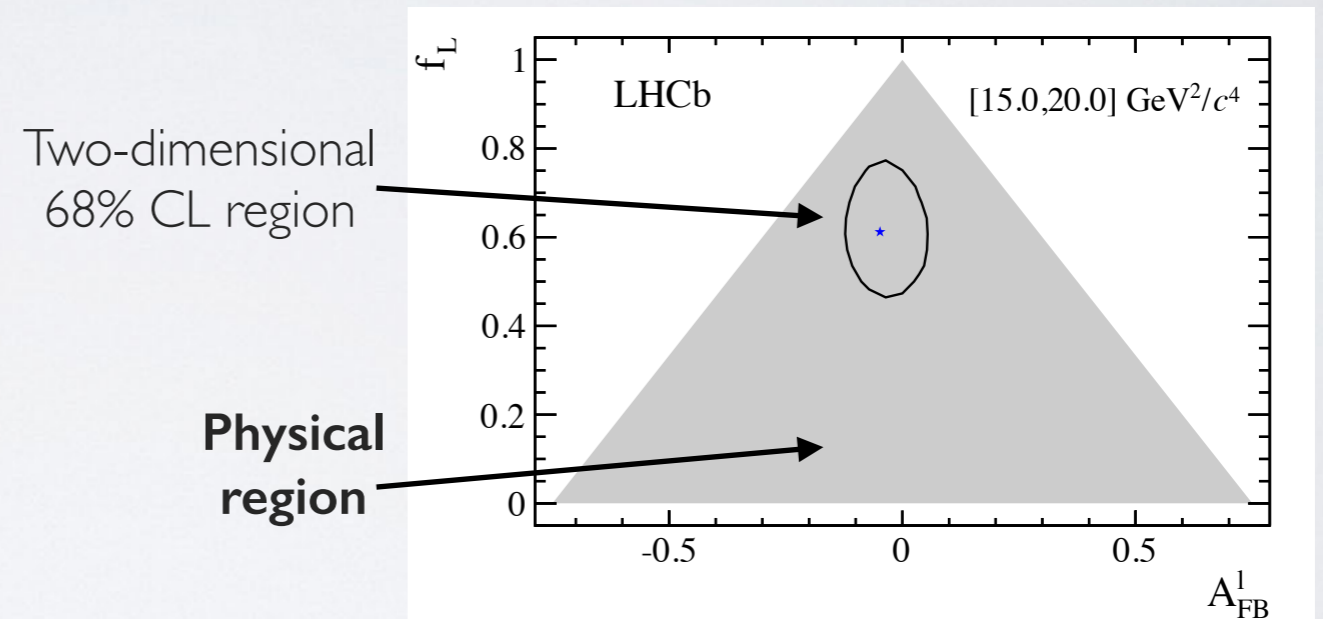 Two-dimensional
68% CL region
Physical
region
f_L
LHCb
[15.0,20.0] GeV²/c⁴
1
0.8
0.6
0.4
0.2
0
-0.5 0 0.5
A^l_FB